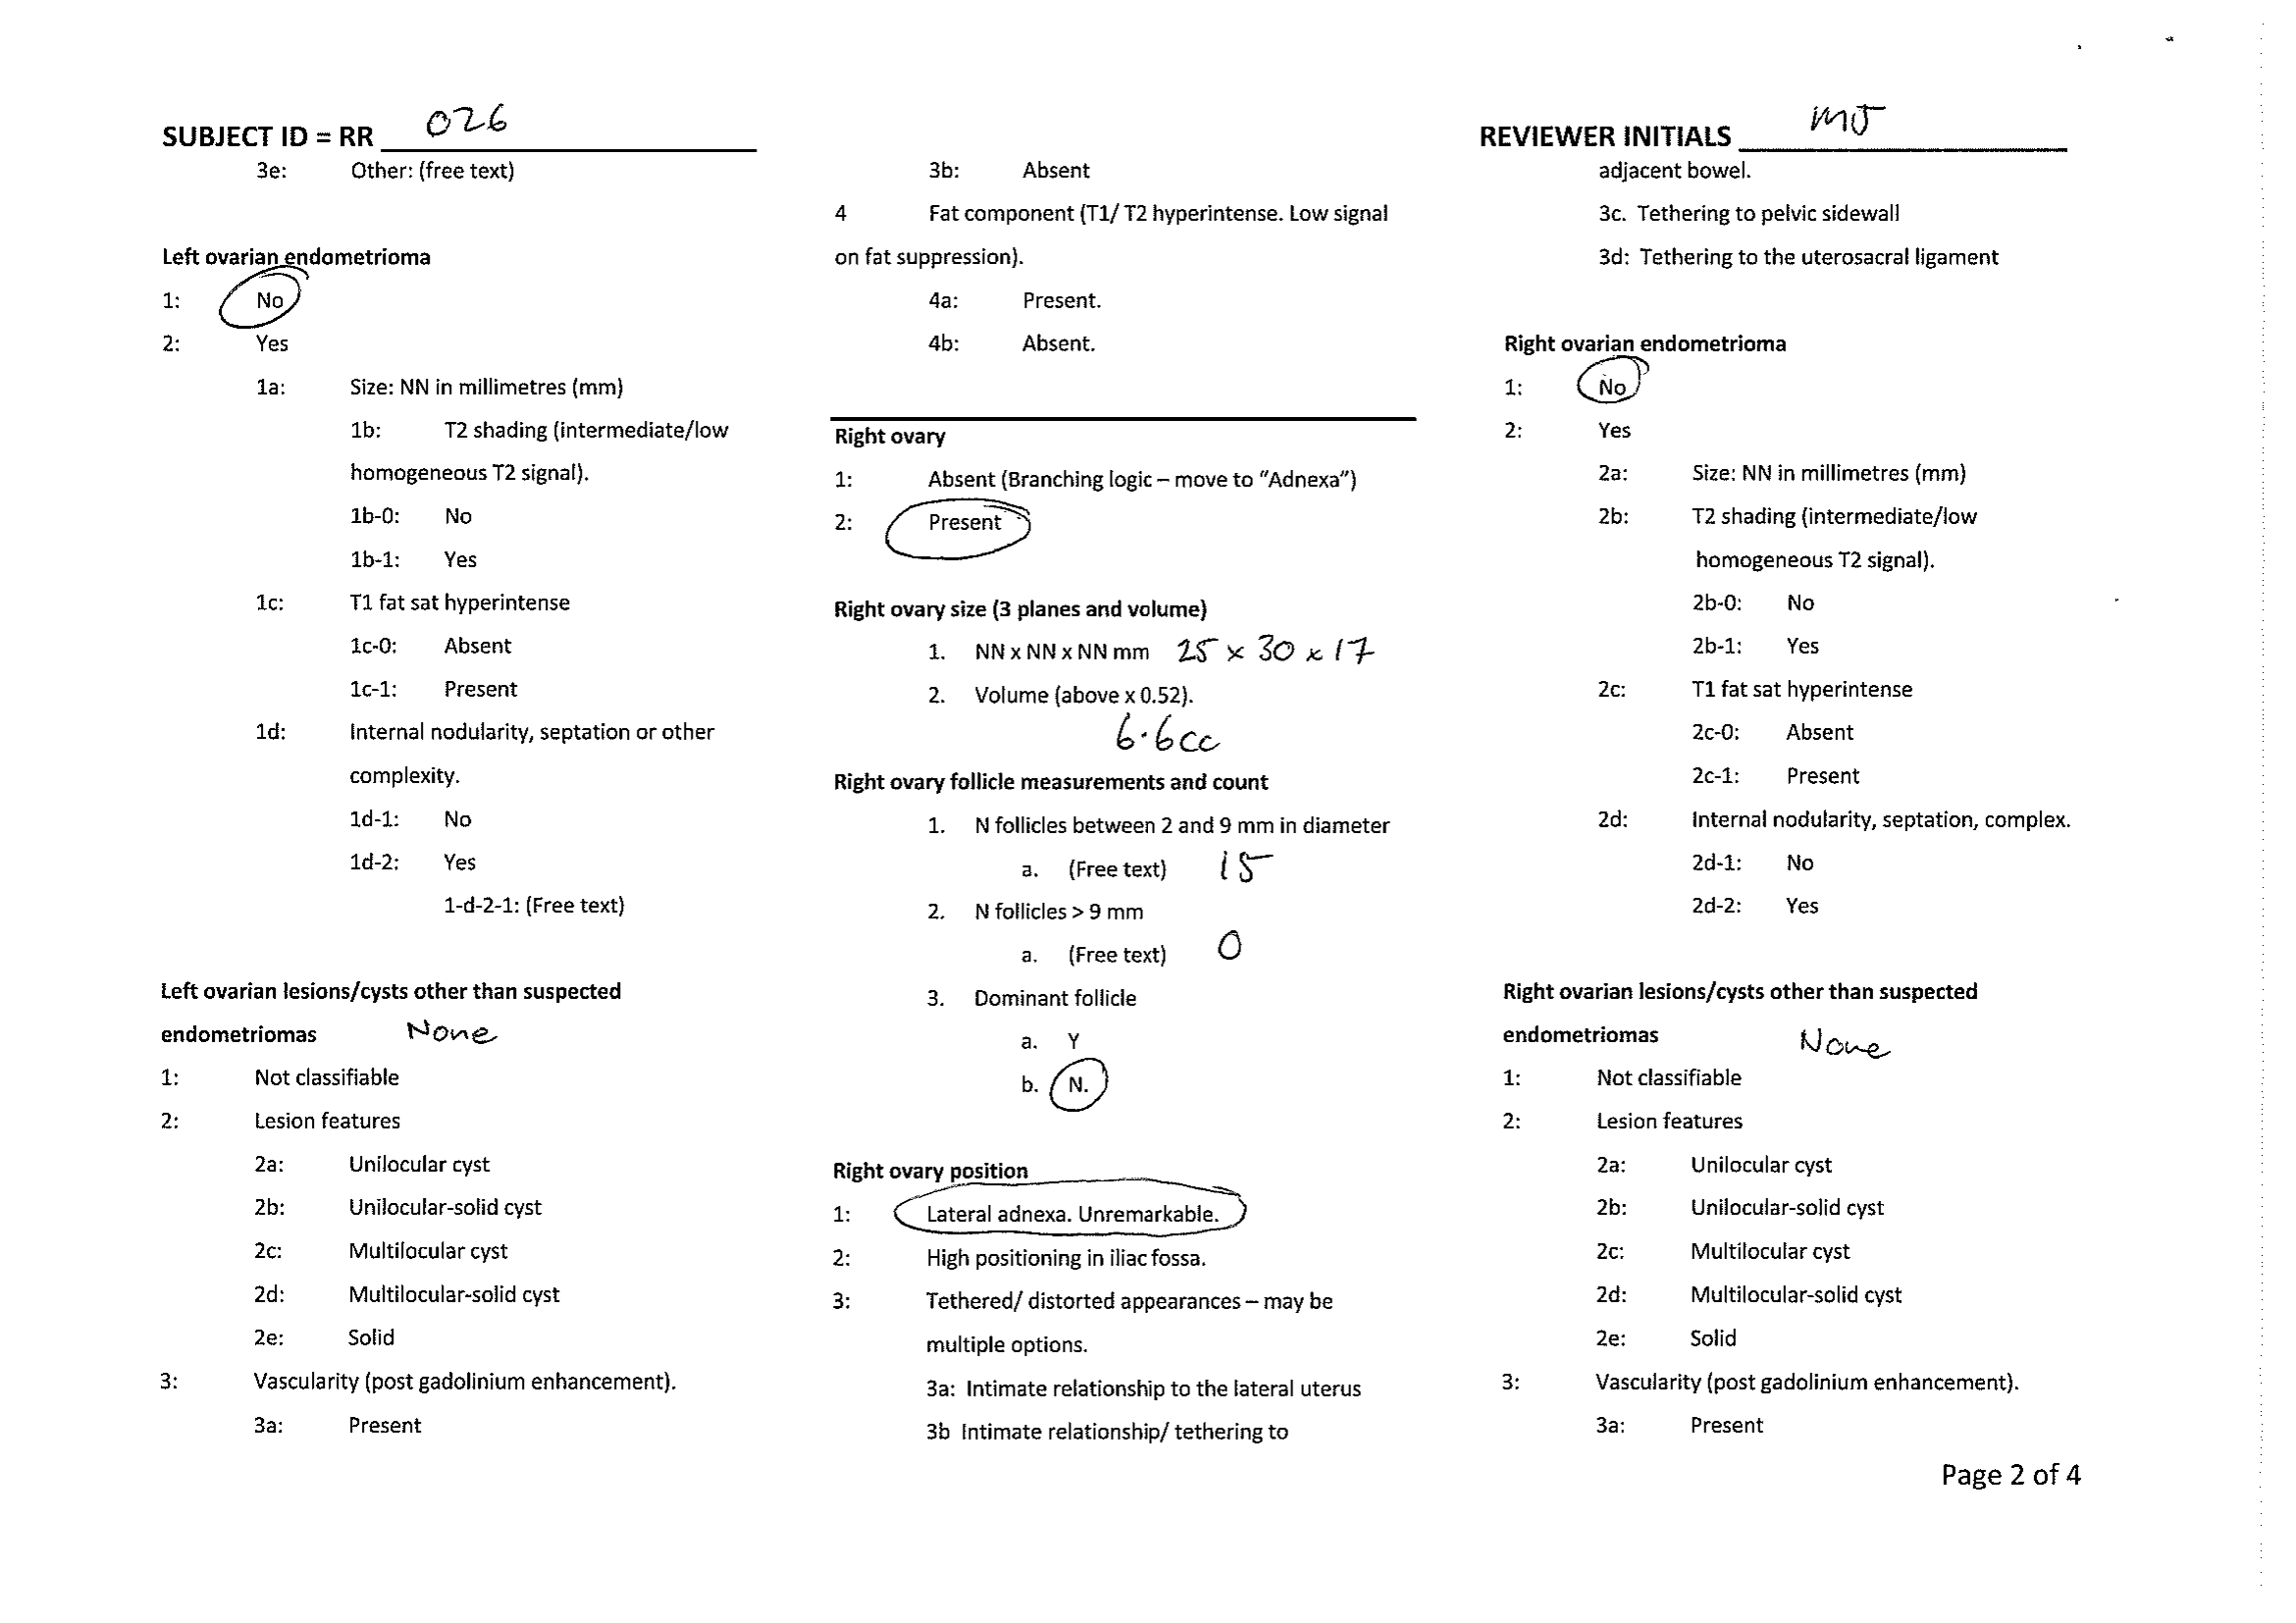 SUBJECT ID = RR 026
3e: Other: (free text)
Left ovarian endometrioma
1: No
2: Yes
1a: Size: NN in millimetres (mm)
1b: T2 shading (intermediate/low
homogeneous T2 signal).
1b-0: No
1b-1: Yes
1c: T1 fat sat hyperintense
1c-0: Absent
1c-1: Present
1d: Internal nodularity, septation or other
complexity.
1d-1: No
1d-2: Yes
1-d-2-1: (Free text)
Left ovarian lesions/cysts other than suspected
endometriomas None
1: Not classifiable
2: Lesion features
2a: Unilocular cyst
2b: Unilocular-solid cyst
2c: Multilocular cyst
2d: Multilocular-solid cyst
2e: Solid
3: Vascularity (post gadolinium enhancement).
3a: Present
3b: Absent
4 Fat component (T1/ T2 hyperintense. Low signal
on fat suppression).
4a: Present.
4b: Absent.
Right ovary
1: Absent (Branching logic – move to “Adnexa”)
2: Present
Right ovary size (3 planes and volume)
1. NN x NN x NN mm 25 x 30 x 17
2. Volume (above x 0.52).
6.6cc
Right ovary follicle measurements and count
1. N follicles between 2 and 9 mm in diameter
a. (Free text) 15
2. N follicles > 9 mm
a. (Free text) 0
3. Dominant follicle
a. Y
b. N.
Right ovary position
1: Lateral adnexa. Unremarkable.
2: High positioning in iliac fossa.
3: Tethered/ distorted appearances – may be
multiple options.
3a: Intimate relationship to the lateral uterus
3b Intimate relationship/ tethering to
REVIEWER INITIALS MJ
adjacent bowel.
3c. Tethering to pelvic sidewall
3d: Tethering to the uterosacral ligament
Right ovarian endometrioma
1: No
2: Yes
2a: Size: NN in millimetres (mm)
2b: T2 shading (intermediate/low
homogeneous T2 signal).
2b-0: No
2b-1: Yes
2c: T1 fat sat hyperintense
2c-0: Absent
2c-1: Present
2d: Internal nodularity, septation, complex.
2d-1: No
2d-2: Yes
Right ovarian lesions/cysts other than suspected
endometriomas None
1: Not classifiable
2: Lesion features
2a: Unilocular cyst
2b: Unilocular-solid cyst
2c: Multilocular cyst
2d: Multilocular-solid cyst
2e: Solid
3: Vascularity (post gadolinium enhancement).
3a: Present
Page 2 of 4